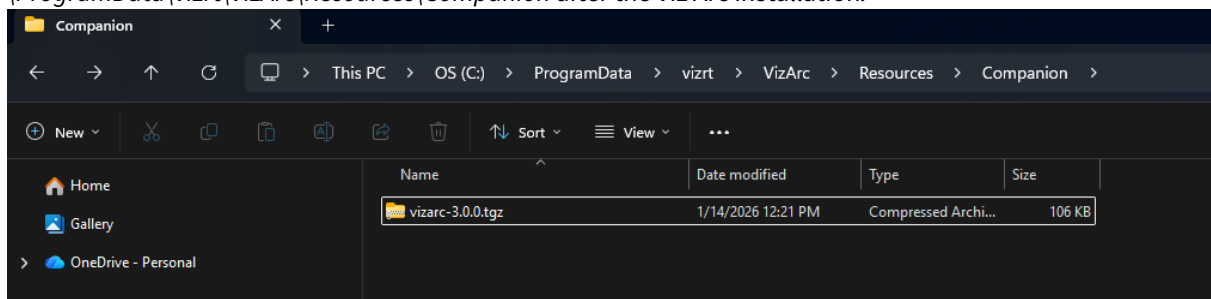 \ProgramData\vizrt\VizArc\Resources\Companion after the Viz Arc installation.
Companion
This PC > OS (C:) > ProgramData > vizrt > VizArc > Resources > Companion >
New Sort View
Name Date modified Type Size
Home
vizarc-3.0.0.tgz 1/14/2026 12:21 PM Compressed Archi... 106 KB
Gallery
OneDrive - Personal